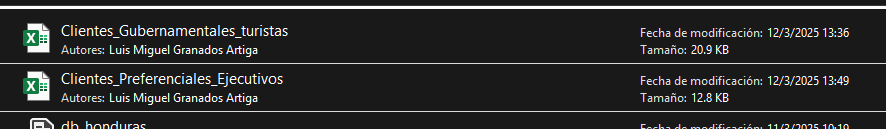 Clientes_Gubernamentales_turistas
Fecha de modificación: 12/3/2025 13:36
Autores: Luis Miguel Granados Artiga
Tamaño: 20.9 KB
Clientes_Preferenciales_Ejecutivos
Fecha de modificación: 12/3/2025 13:49
Autores: Luis Miguel Granados Artiga
Tamaño: 12.8 KB
db_honduras
Fecha de modificación: 11/3/2025 10:19